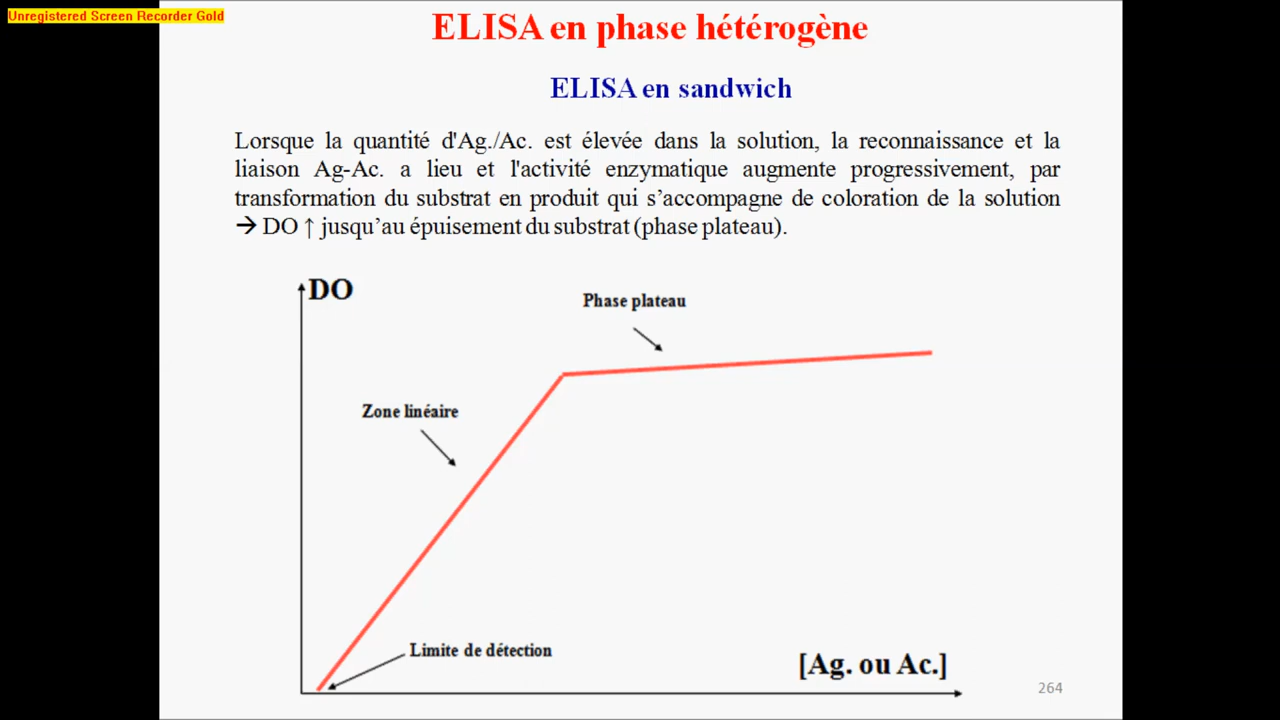 Unregistered Screen Recorder Gold
ELISA en phase hétérogène
ELISA en sandwich
Lorsque la quantité d'Ag./Ac. est élevée dans la solution, la reconnaissance et la
liaison Ag-Ac. a lieu et l'activité enzymatique augmente progressivement, par
transformation du substrat en produit qui s’accompagne de coloration de la solution
→ DO ↑ jusqu’au épuisement du substrat (phase plateau).
DO
Phase plateau
Zone linéaire
Limite de détection
[Ag. ou Ac.]
264